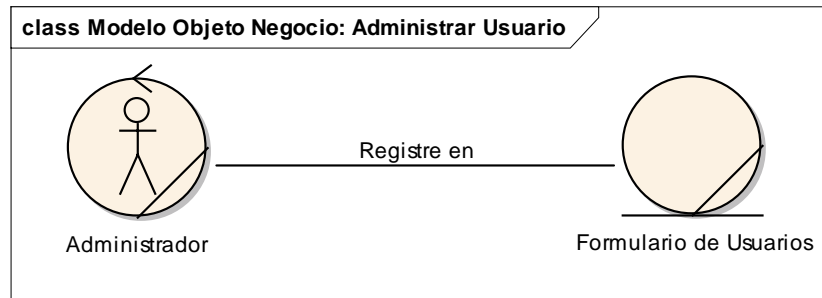 class Modelo Objeto Negocio: Administrar Usuario
Registre en
Administrador
Formulario de Usuarios